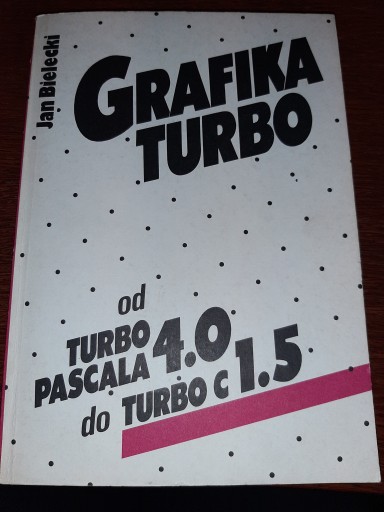 Jan Bielecki
GRAFIKA
TURBO
od
TURBO
PASCALA 4.0
do TURBO C 1.5